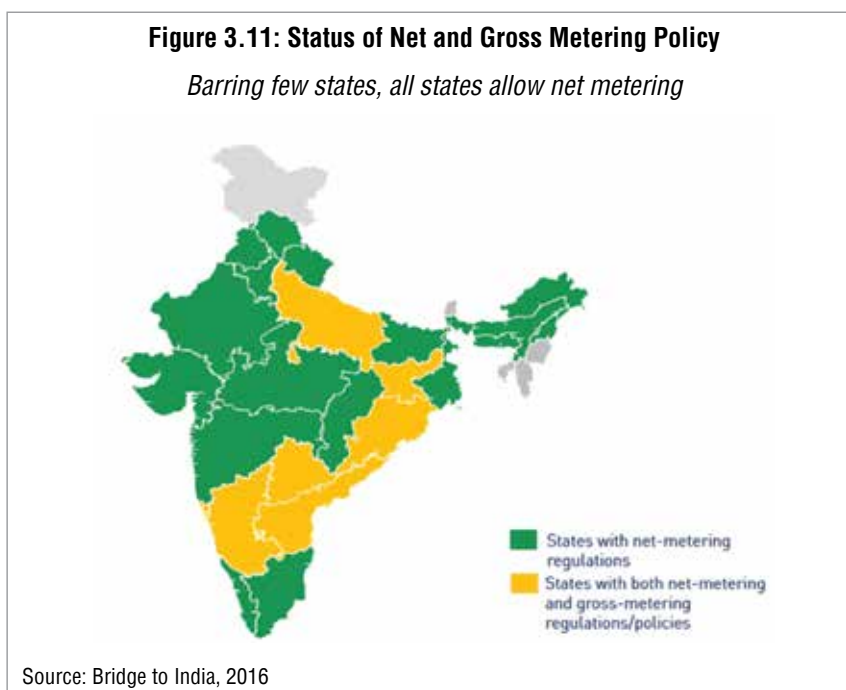 Figure 3.11: Status of Net and Gross Metering Policy
Barring few states, all states allow net metering
States with net-metering
regulations
States with both net-metering
and gross-metering
regulations/policies
Source: Bridge to India, 2016